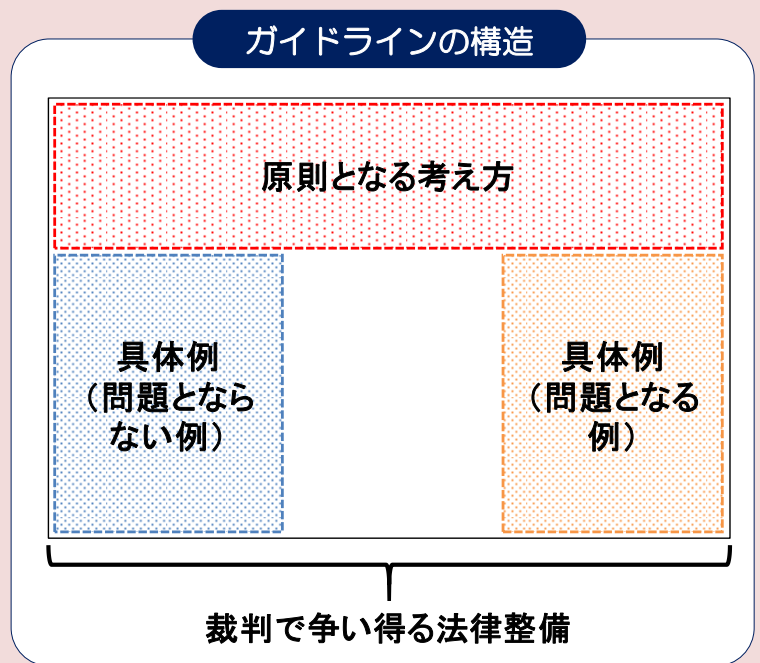 ガイドラインの構造
原則となる考え方
具体例
（問題となら
ない例）
具体例
（問題となる
例）
裁判で争い得る法律整備